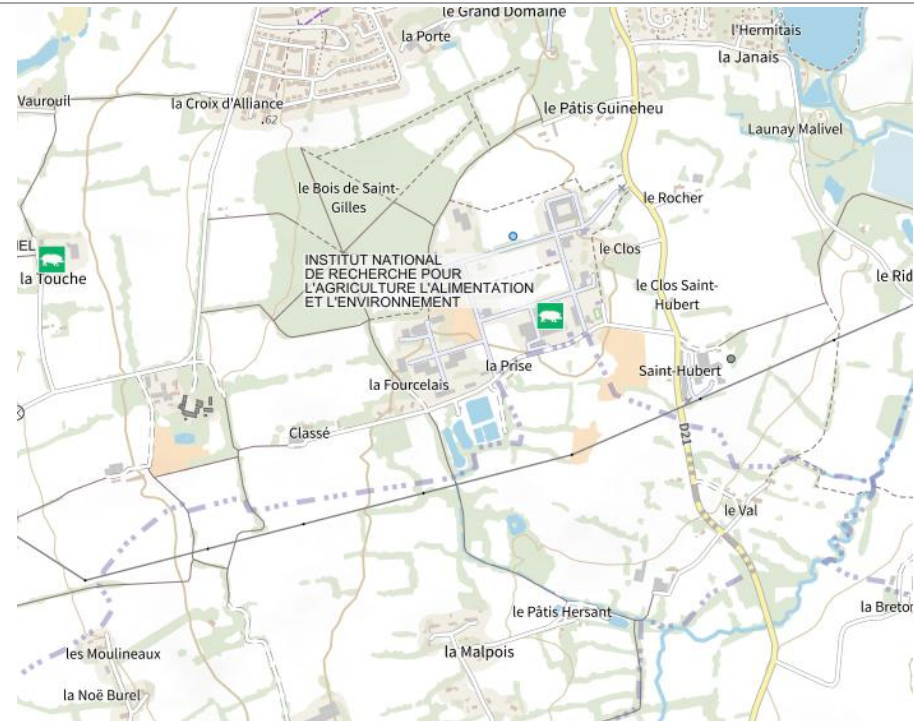 le Grand Domaine
la Porte
l'Hermitais
la Janais
Vaurouil
la Croix d'Alliance
.62
le Pâtis Guineheu
Launay Malivel
le Bois de Saint-
Gilles
le Rocher
le Clos
INSTITUT NATIONAL
DE RECHERCHE POUR
L'AGRICULTURE L'ALIMENTATION
ET L'ENVIRONNEMENT
la Touche
le Clos Saint-
Hubert
le Rid
la Prise
Saint-Hubert
la Fourcelais
Classé
D21
le Val
le Pâtis Hersant
la Breton
la Malpois
les Moulineaux
la Noë Burel